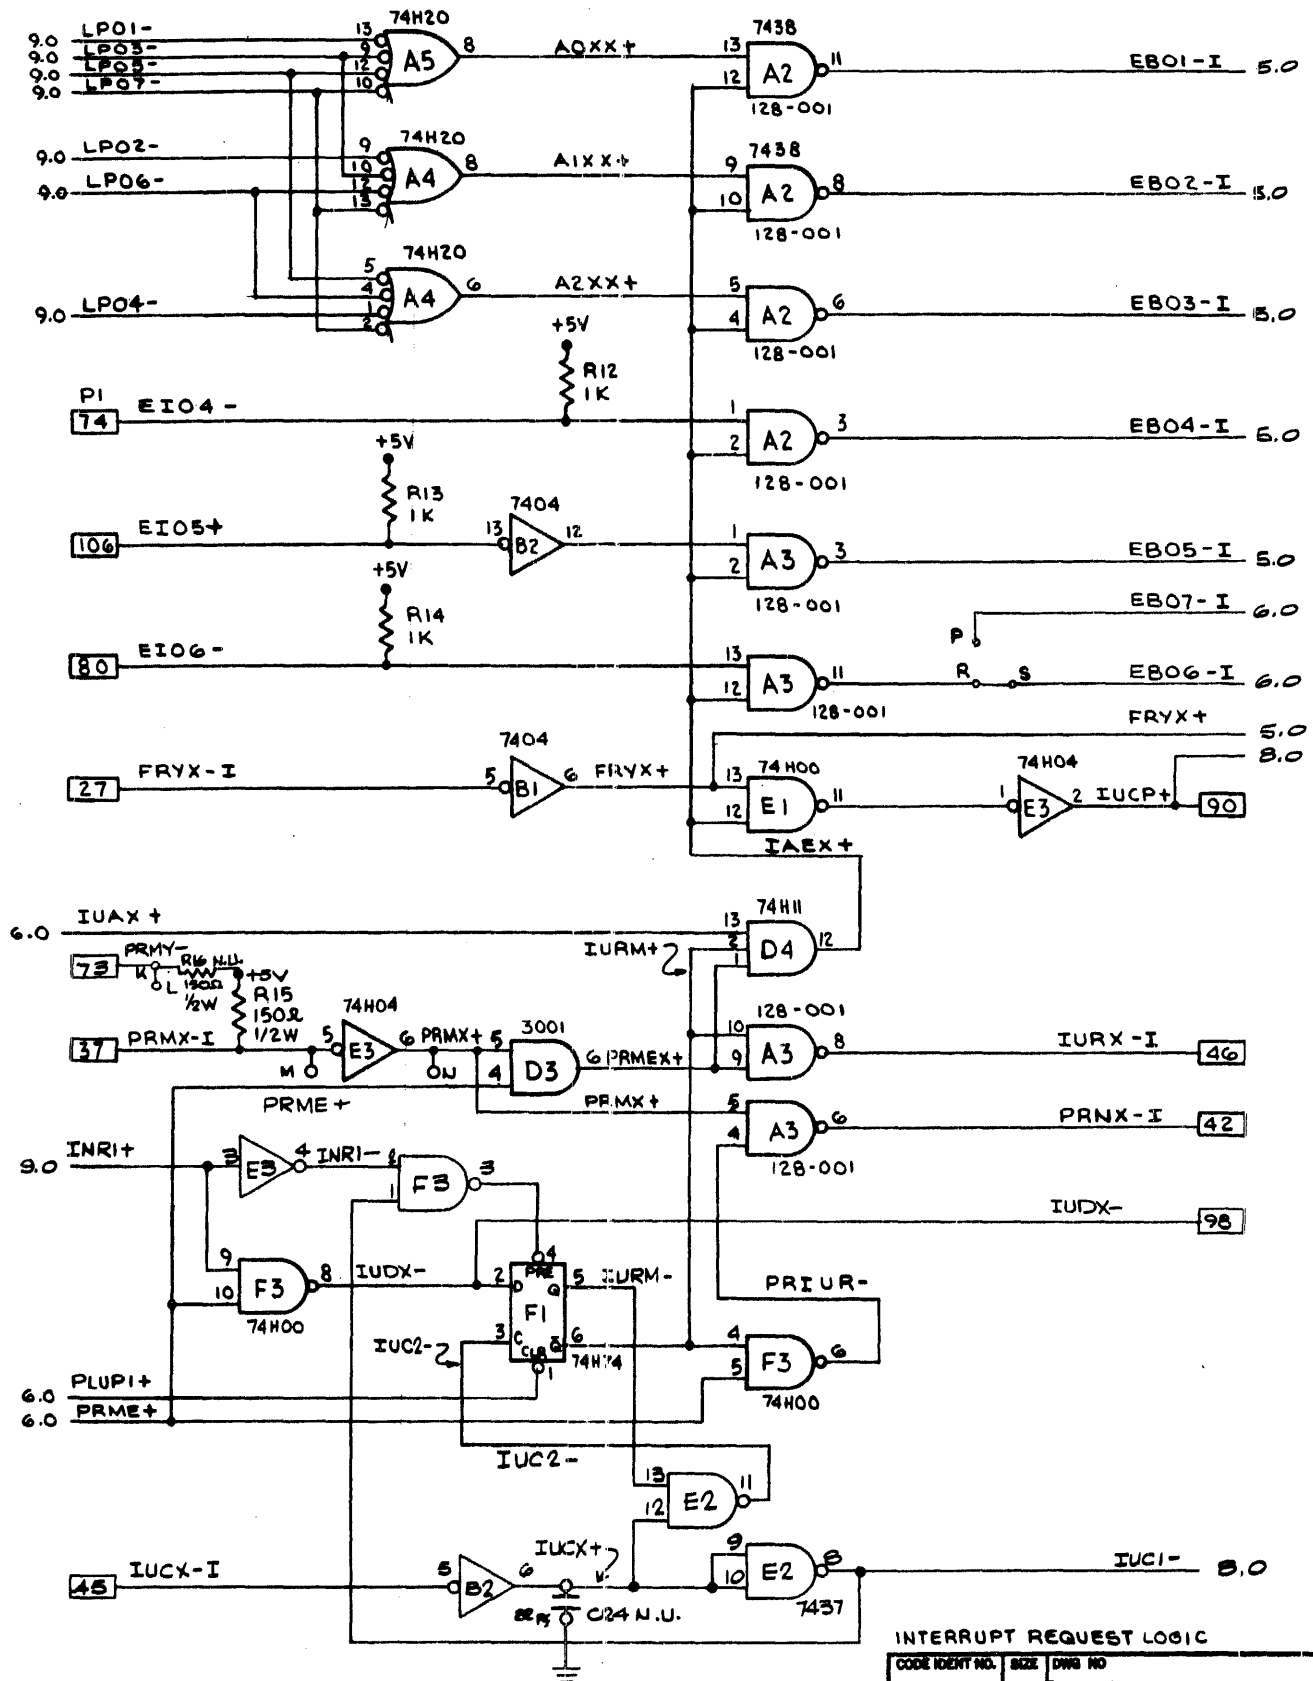 74H20
7438
9.0 LP01- 13
9.0 LP03- 9
9.0 LP05- 12
9.0 LP07- 10
A5 8 A0XX+ 13
12 A2 11 EB01-I 5.0
128-001
74H20
7438
9.0 LP02- 9
10
9.0 LP06- 12
13
A4 8 A1XX+ 9
10 A2 8 EB02-I 5.0
128-001
74H20
5
4
9.0 LP04- 1
2
A4 6 A2XX+ 5
4 A2 6 EB03-I 5.0
128-001
+5V
R12
1K
P1
74 EI04- 1
2 A2 3 EB04-I 5.0
128-001
+5V
R13
1K
7404
106 EI05+ 13 B2 12 1
2 A3 3 EB05-I 5.0
128-001
+5V
R14
1K
EB07-I 6.0
P
80 EI06- 13
12 A3 11 R S EB06-I 6.0
128-001
FRYX+ 5.0
8.0
7404
74H00
74H04
27 FRYX-I 5 B1 6 FRYX+ 13
12 E1 11 1 E3 2 IUCP+ 90
IAEX+
6.0 IUAX+ 13
74H11
IURM+ 2
1 D4 12
73 PRMY- R16 N.U. +5V
K L 150Ω
1/2W
R15
150Ω
1/2W
74H04
3001
128-001
37 PRMX-I 5 E3 6 PRMX+ 5
M N 4 D3 6 PRMEX+ 10
9 A3 8 IURX-I 46
PRME+
PRMX+ 5
4 A3 6 PRNX-I 42
128-001
9.0 INR1+ 3 E3 4 INR1- 2
1 F3 3
IUDX- 98
9
10 F3 8 IUDX- 2 D PRE 4 Q 5 IURM-
74H00
F1
IUC2- 3 C CLR Q̅ 6
1 74H74
PRIUR-
4
5 F3 6
74H00
6.0 PLUP1+
6.0 PRME+
IUC2-
13
12 E2 11
45 IUCX-I 5 B2 6 IUCX+ 9
10 E2 8 IUC1- 8.0
7437
C24 N.U.
INTERRUPT REQUEST LOGIC
CODE IDENT NO. SIZE DWG NO